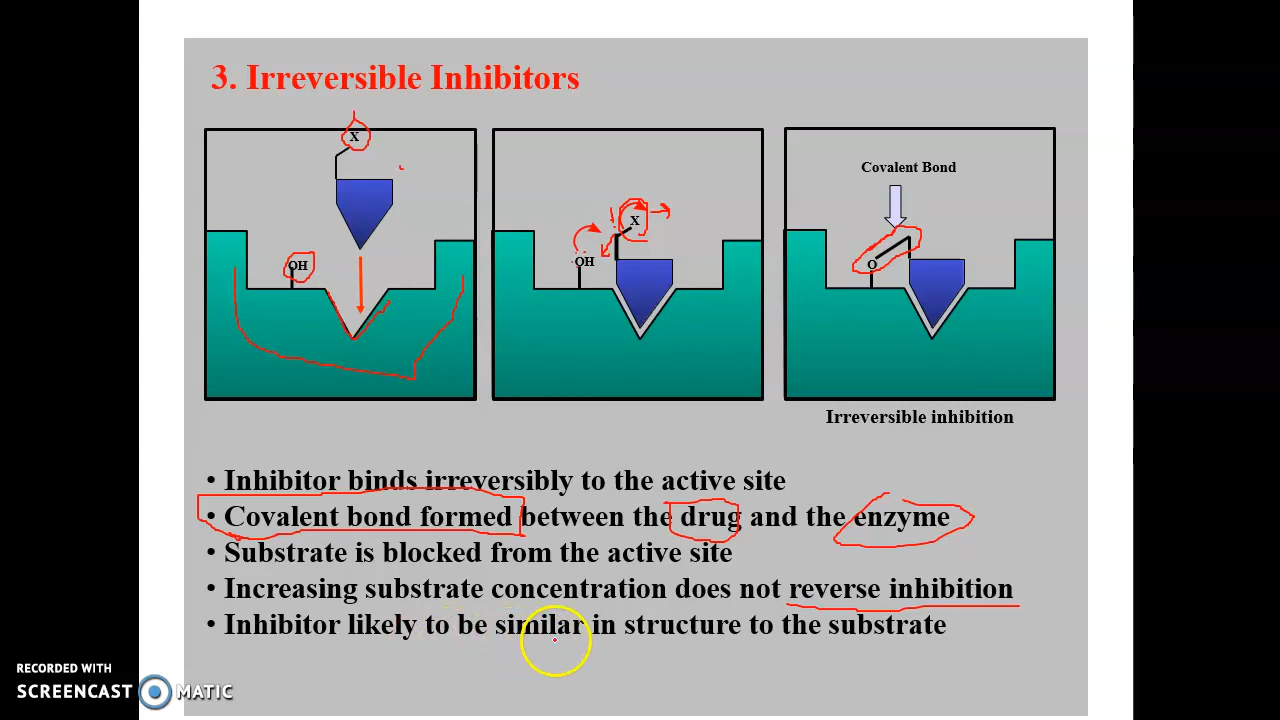 3. Irreversible Inhibitors
X
OH
X
OH
Covalent Bond
O
Irreversible inhibition
• Inhibitor binds irreversibly to the active site
• Covalent bond formed between the drug and the enzyme
• Substrate is blocked from the active site
• Increasing substrate concentration does not reverse inhibition
• Inhibitor likely to be similar in structure to the substrate
RECORDED WITH
SCREENCAST MATIC